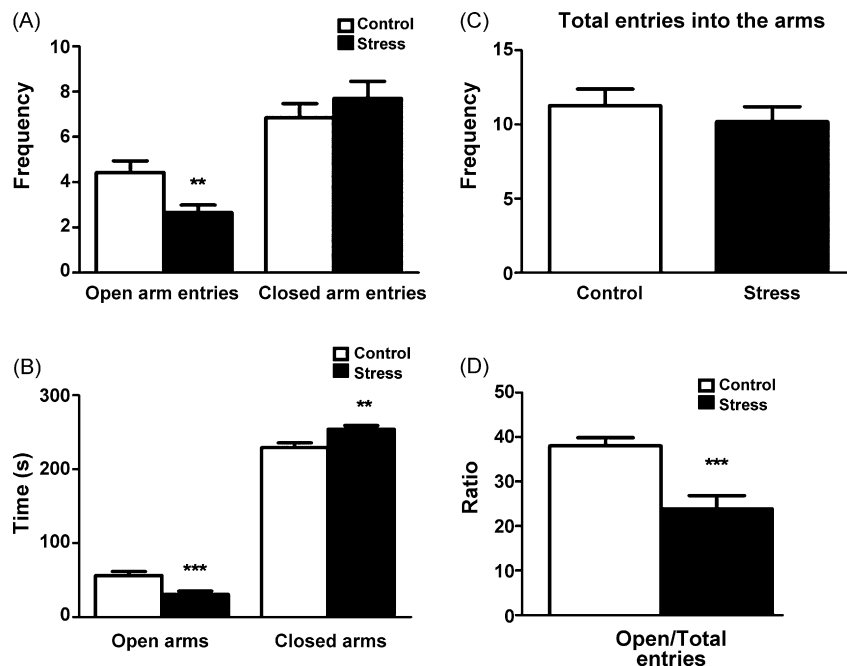 (A)
Control
Stress
10
8
6
4
2
0
Frequency
**
Open arm entries
Closed arm entries
(C)
Total entries into the arms
15
10
5
0
Frequency
Control
Stress
(B)
Control
Stress
300
200
100
0
Time (s)
***
**
Open arms
Closed arms
(D)
Control
Stress
50
40
30
20
10
0
Ratio
***
Open/Total
entries